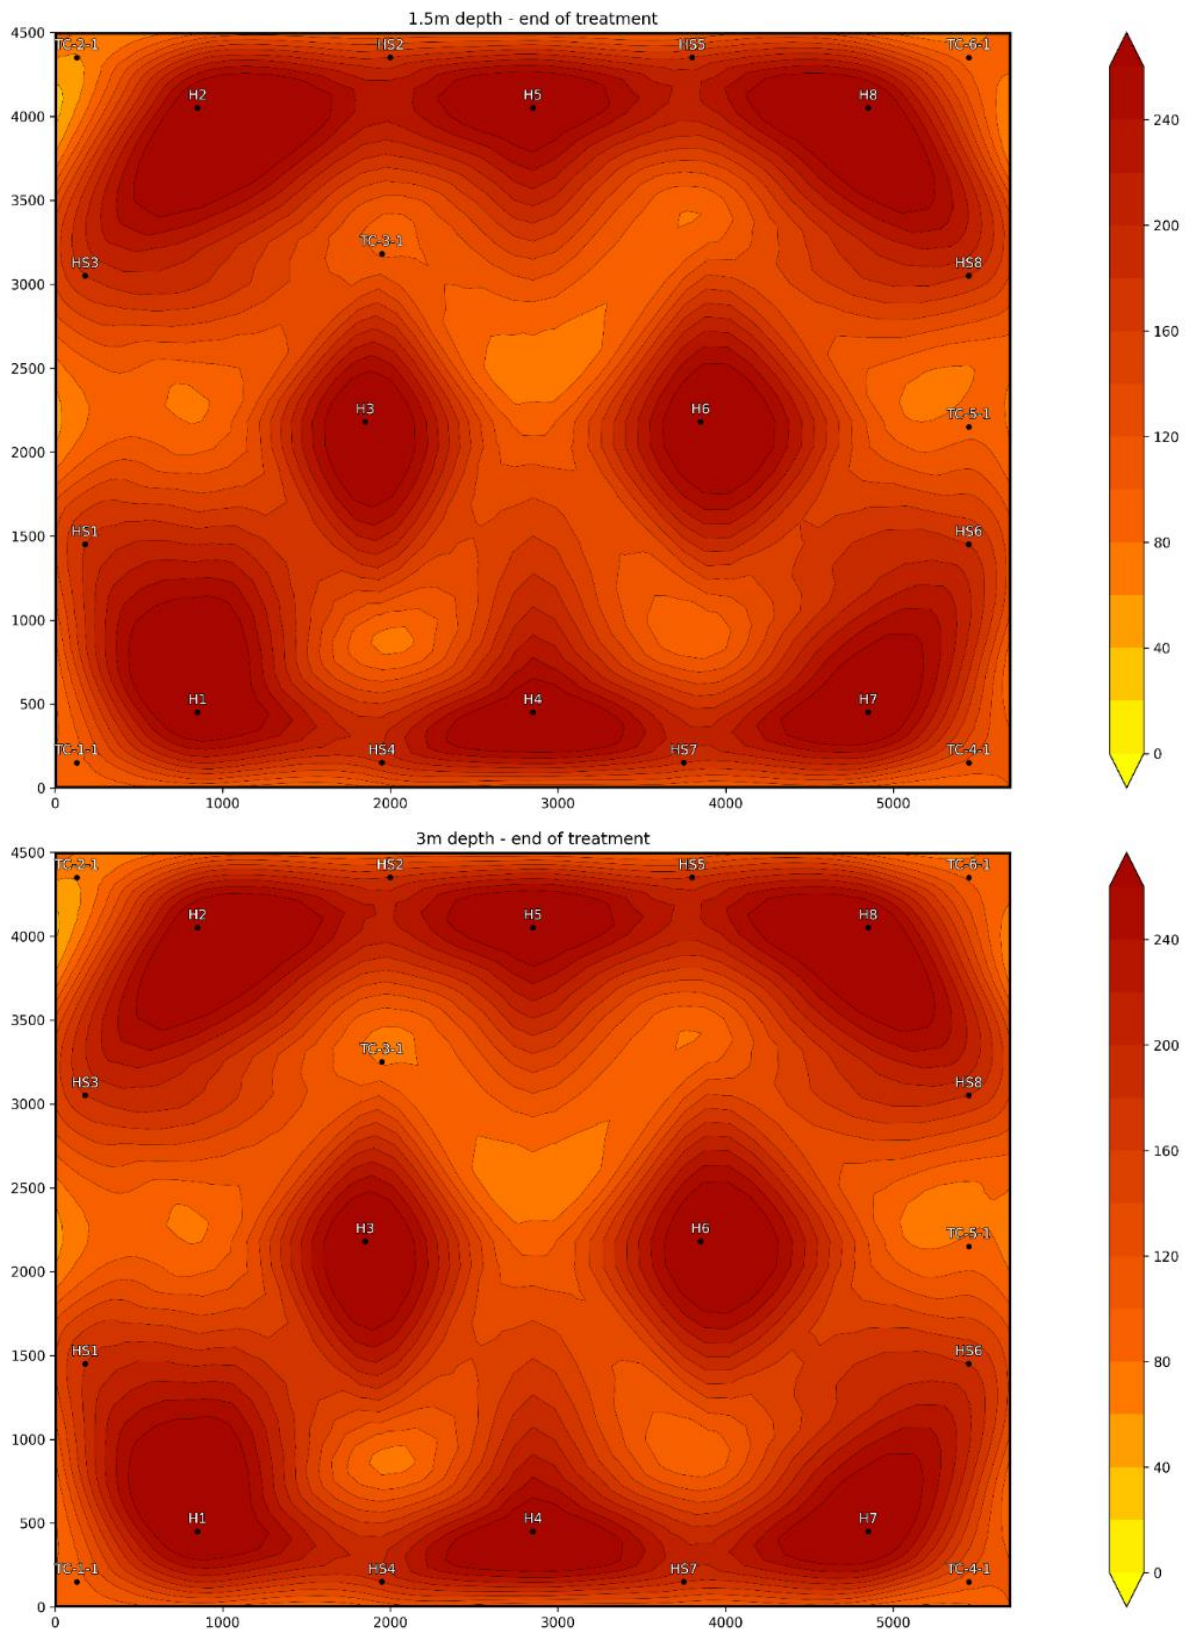 1.5m depth - end of treatment
4500
TC-2-1
HS2
HS5
TC-6-1
240
H2
H5
H8
4000
3500
200
TC-3-1
HS3
HS8
3000
160
2500
H3
H6
TC-5-1
2000
120
HS1
HS6
1500
80
1000
40
H1
H4
H7
500
TC-1-1
HS4
HS7
TC-4-1
0
0
0 1000 2000 3000 4000 5000
3m depth - end of treatment
4500
TC-2-1
HS2
HS5
TC-6-1
240
H2
H5
H8
4000
3500
200
TC-3-1
HS3
HS8
3000
160
2500
H3
H6
TC-5-1
2000
120
HS1
HS6
1500
80
1000
40
H1
H4
H7
500
TC-1-1
HS4
HS7
TC-4-1
0
0
0 1000 2000 3000 4000 5000